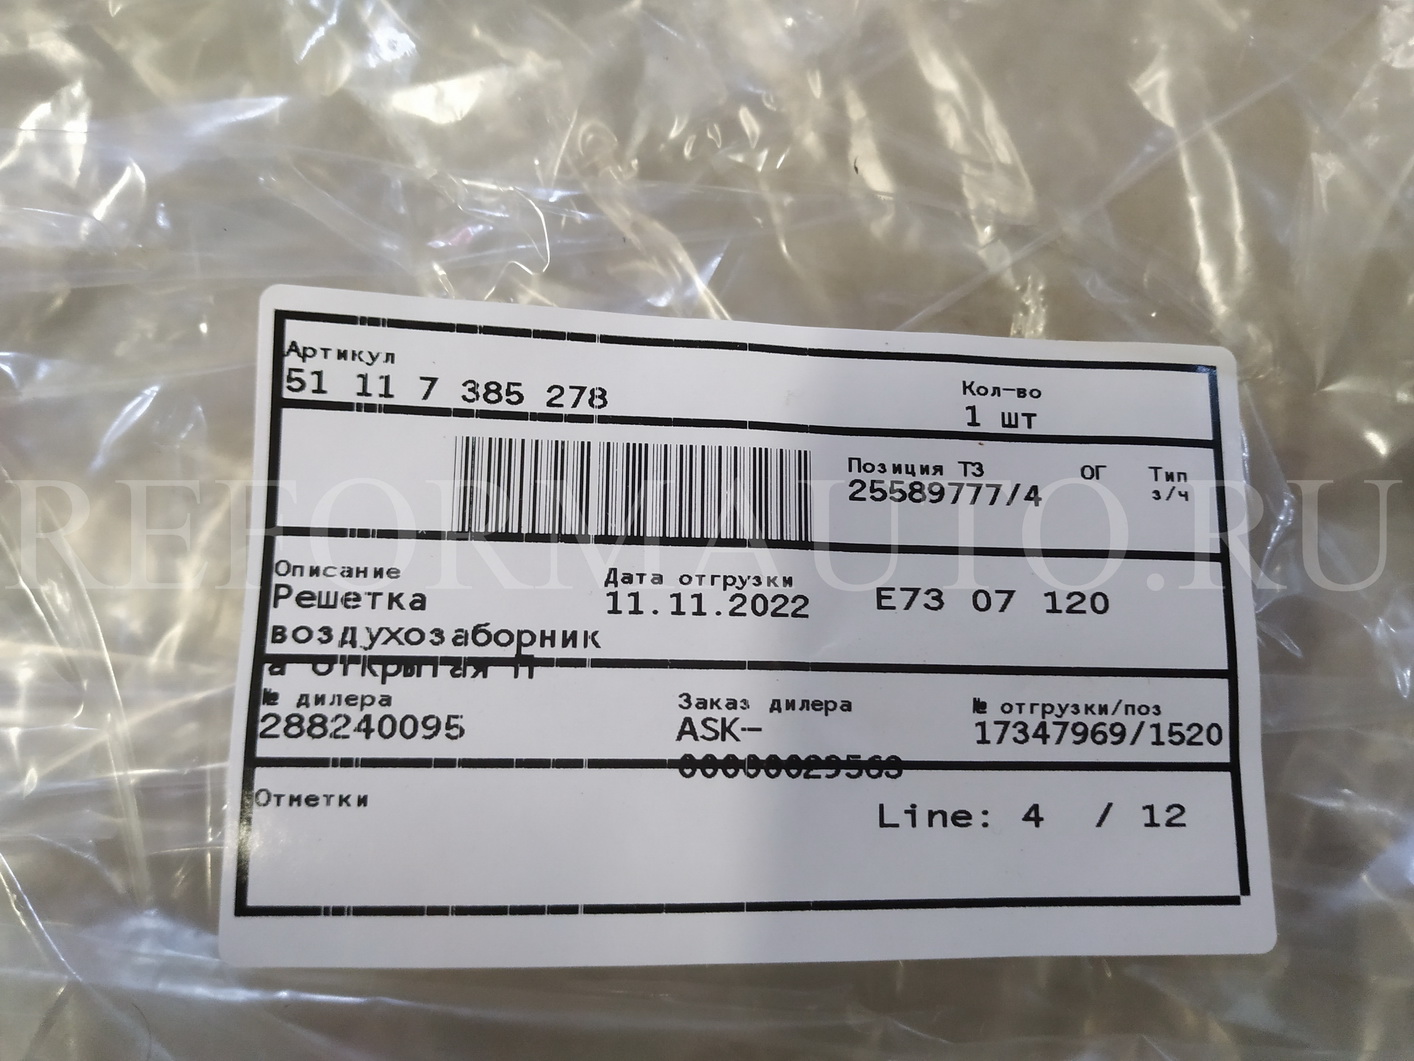 Артикул
51 11 7 385 278
Кол-во
1 шт
Позиция ТЗ ОГ Тип
25589777/4 з/ч
Описание
Решетка
воздухозаборник
а открытая П
Дата отгрузки
11.11.2022
E73 07 120
№ дилера
288240095
Заказ дилера
ASK-
00000029563
№ отгрузки/поз
17347969/1520
Отметки
Line: 4 / 12
REFORMAUTO.RU